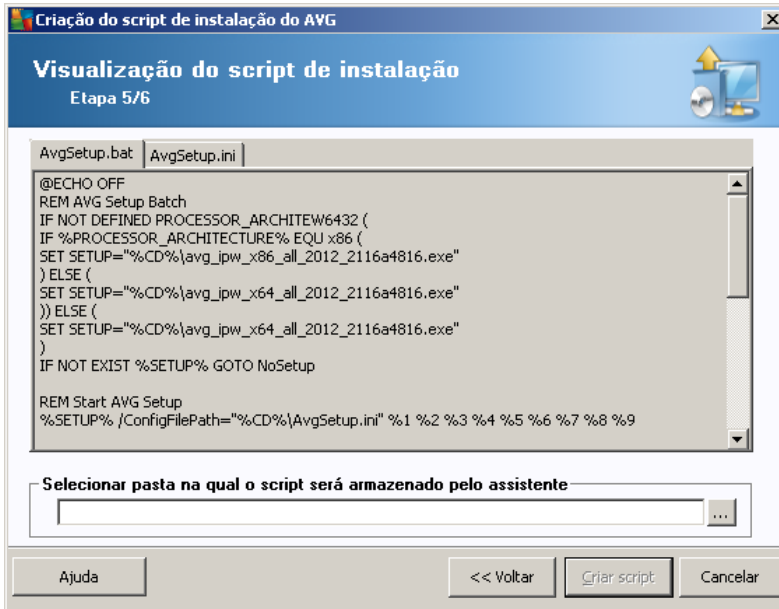 Criação do script de instalação do AVG
Visualização do script de instalação
Etapa 5/6
AvgSetup.bat AvgSetup.ini
@ECHO OFF
REM AVG Setup Batch
IF NOT DEFINED PROCESSOR_ARCHITEW6432 (
IF %PROCESSOR_ARCHITECTURE% EQU x86 (
SET SETUP="%CD%\avg_ipw_x86_all_2012_2116a4816.exe"
) ELSE (
SET SETUP="%CD%\avg_ipw_x64_all_2012_2116a4816.exe"
)) ELSE (
SET SETUP="%CD%\avg_ipw_x64_all_2012_2116a4816.exe"
)
IF NOT EXIST %SETUP% GOTO NoSetup
REM Start AVG Setup
%SETUP% /ConfigFilePath="%CD%\AvgSetup.ini" %1 %2 %3 %4 %5 %6 %7 %8 %9
Selecionar pasta na qual o script será armazenado pelo assistente
...
Ajuda << Voltar Criar script Cancelar